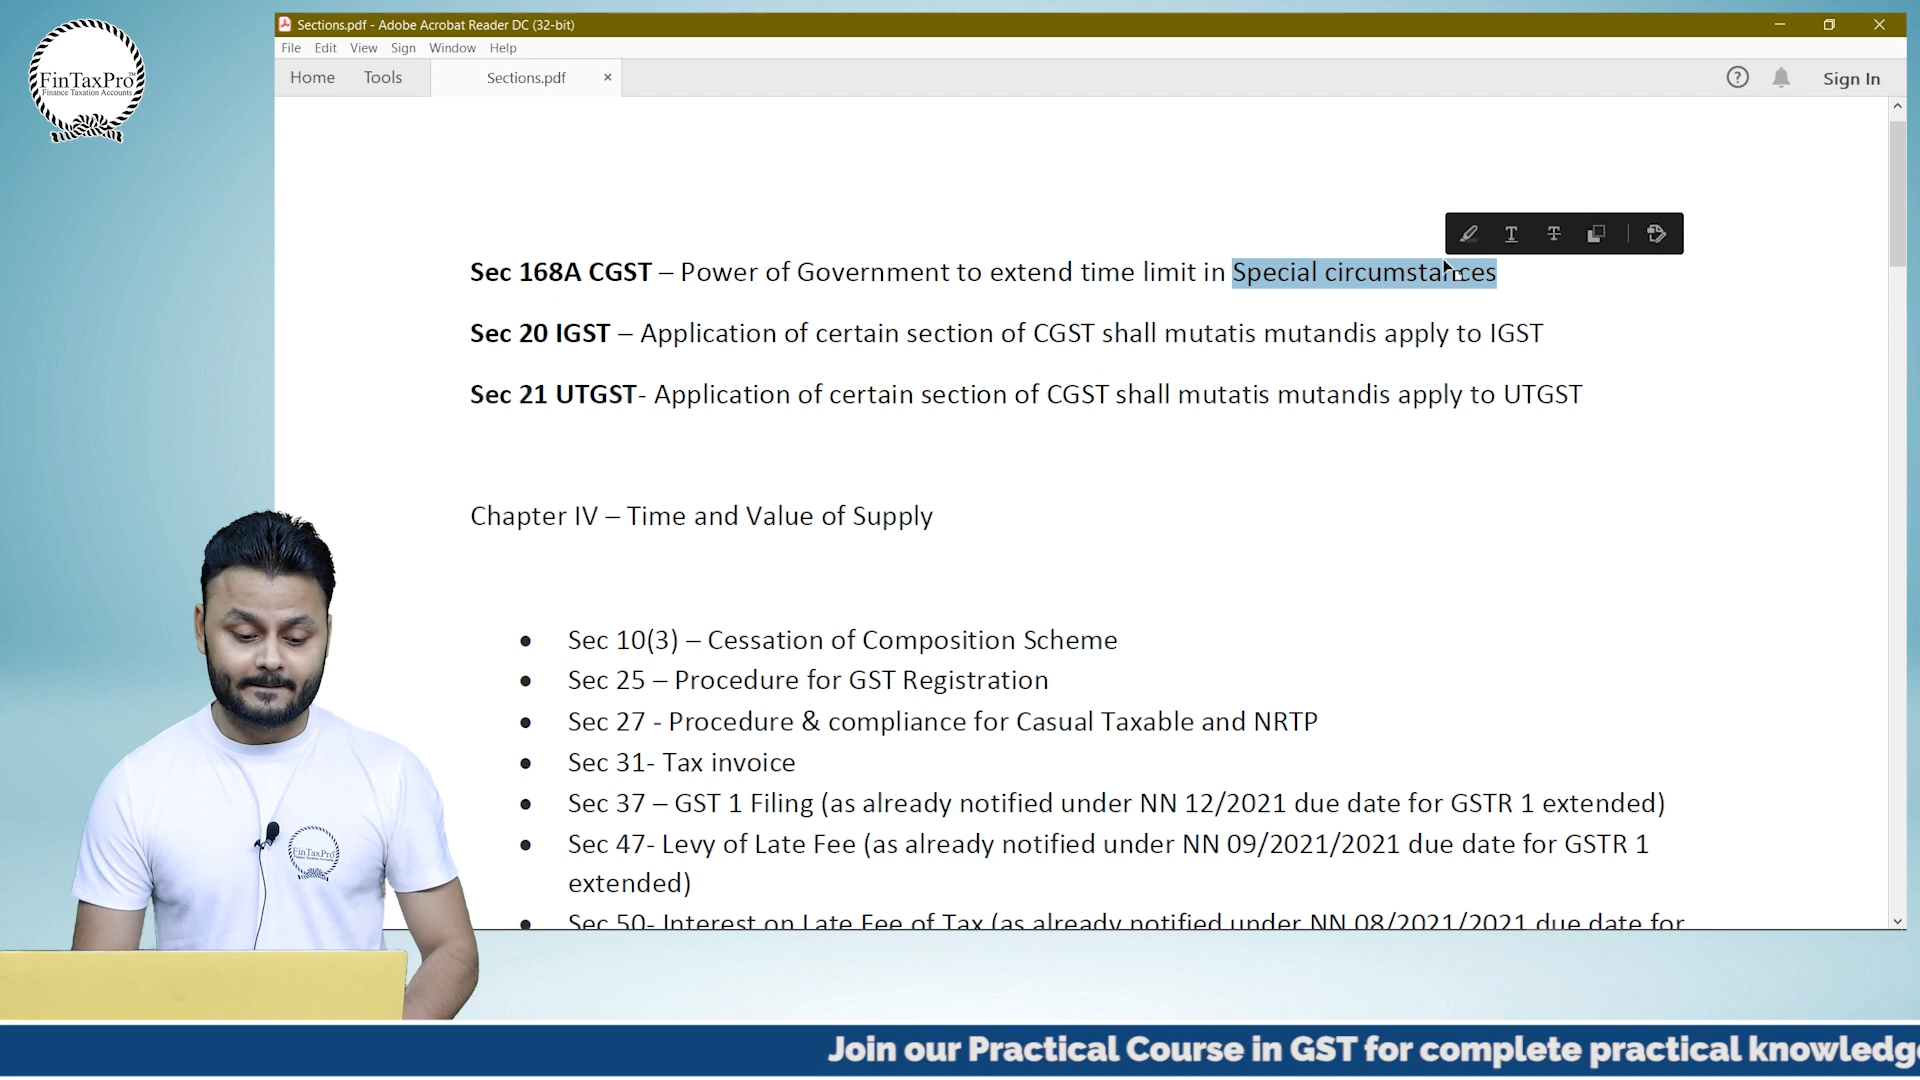 FinTaxPro
Finance Taxation Accounts
Sections.pdf - Adobe Acrobat Reader DC (32-bit)
File Edit View Sign Window Help
Home Tools Sections.pdf × Sign In
Sec 168A CGST – Power of Government to extend time limit in Special circumstances
Sec 20 IGST – Application of certain section of CGST shall mutatis mutandis apply to IGST
Sec 21 UTGST- Application of certain section of CGST shall mutatis mutandis apply to UTGST
Chapter IV – Time and Value of Supply
• Sec 10(3) – Cessation of Composition Scheme
• Sec 25 – Procedure for GST Registration
• Sec 27 - Procedure & compliance for Casual Taxable and NRTP
• Sec 31- Tax invoice
• Sec 37 – GST 1 Filing (as already notified under NN 12/2021 due date for GSTR 1 extended)
• Sec 47- Levy of Late Fee (as already notified under NN 09/2021/2021 due date for GSTR 1
extended)
• Sec 50- Interest on Late Fee of Tax (as already notified under NN 08/2021/2021 due date for
FinTaxPro
Join our Practical Course in GST for complete practical knowledge